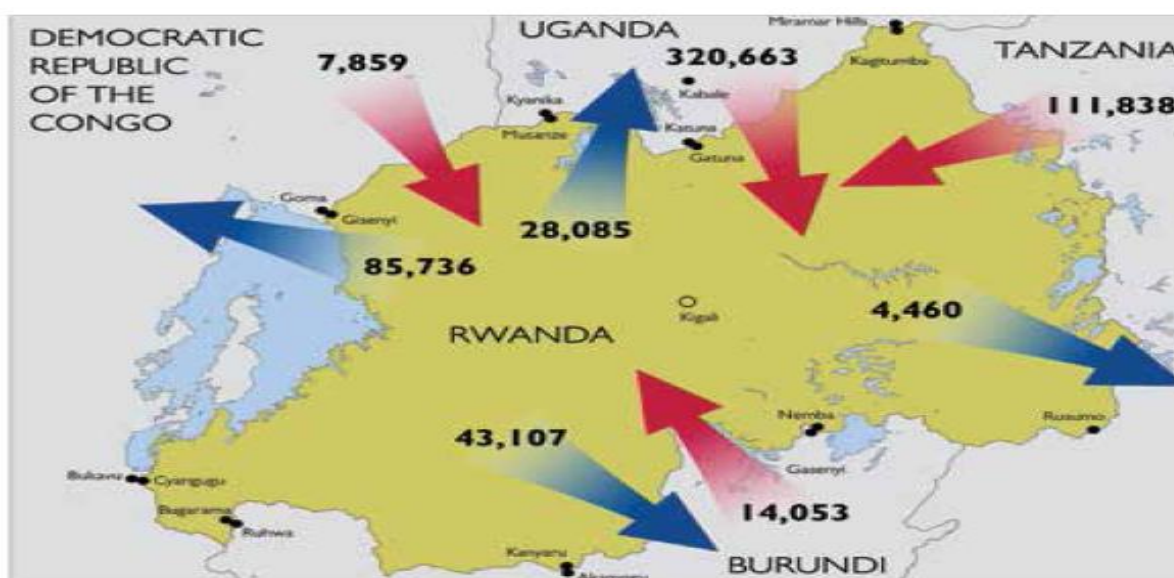 DEMOCRATIC
REPUBLIC
OF THE
CONGO
7,859
UGANDA
320,663
Miramar Hills
TANZANIA
Kagitumba
111,838
Kabale
Kyanika
Musanze
Katuna
Gatuna
Goma
Gisenyi
28,085
85,736
Kigali
4,460
RWANDA
Nemba
Rusumo
43,107
Gasenyi
Bukavu
Cyangugu
Bugarama
Ruhwa
14,053
Kanyaru
BURUNDI